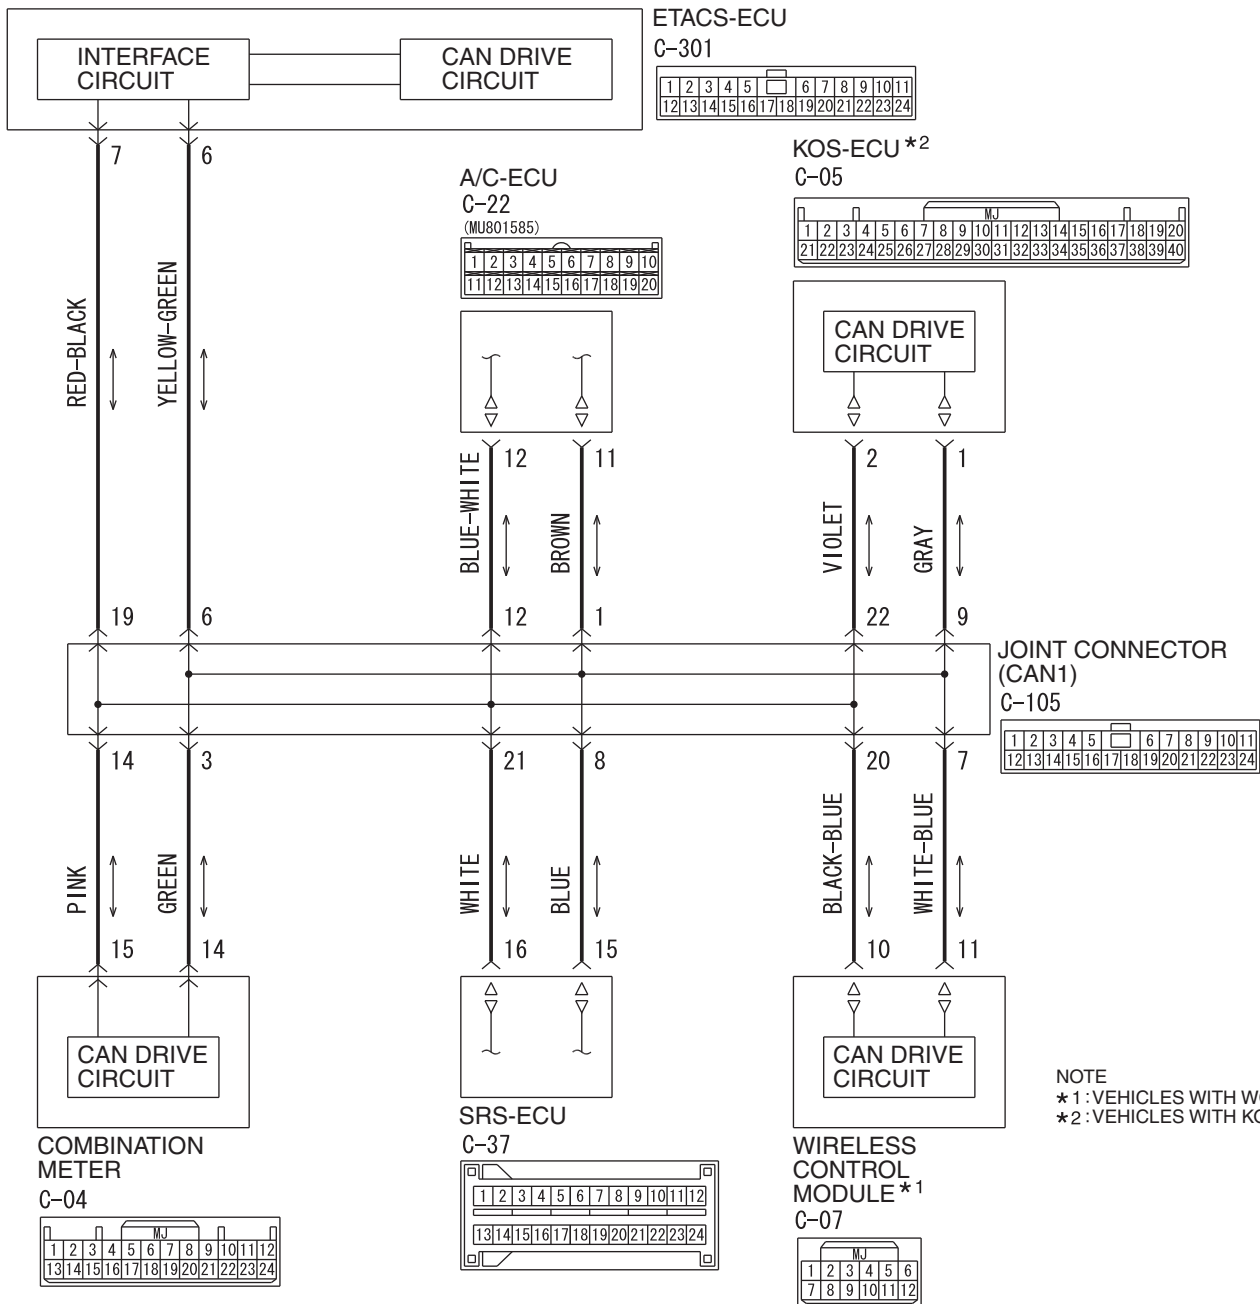 ETACS-ECU
C-301
INTERFACE
CIRCUIT
CAN DRIVE
CIRCUIT
1 2 3 4 5 6 7 8 9 10 11
12 13 14 15 16 17 18 19 20 21 22 23 24
7 6
KOS-ECU *2
C-05
A/C-ECU
C-22
(MU801585)
MJ
1 2 3 4 5 6 7 8 9 10 11 12 13 14 15 16 17 18 19 20
21 22 23 24 25 26 27 28 29 30 31 32 33 34 35 36 37 38 39 40
1 2 3 4 5 6 7 8 9 10
11 12 13 14 15 16 17 18 19 20
CAN DRIVE
CIRCUIT
RED-BLACK
YELLOW-GREEN
12 11
2 1
BLUE-WHITE
BROWN
VIOLET
GRAY
19 6 12 1 22 9
JOINT CONNECTOR
(CAN1)
C-105
1 2 3 4 5 6 7 8 9 10 11
12 13 14 15 16 17 18 19 20 21 22 23 24
14 3 21 8 20 7
PINK
GREEN
WHITE
BLUE
BLACK-BLUE
WHITE-BLUE
15 14 16 15 10 11
CAN DRIVE
CIRCUIT
CAN DRIVE
CIRCUIT
NOTE
*1:VEHICLES WITH
*2:VEHICLES WITH
COMBINATION
METER
C-04
SRS-ECU
C-37
WIRELESS
CONTROL
MODULE *1
C-07
MJ
1 2 3 4 5 6 7 8 9 10 11 12
13 14 15 16 17 18 19 20 21 22 23 24
1 2 3 4 5 6 7 8 9 10 11 12
13 14 15 16 17 18 19 20 21 22 23 24
MJ
1 2 3 4 5 6
7 8 9 10 11 12